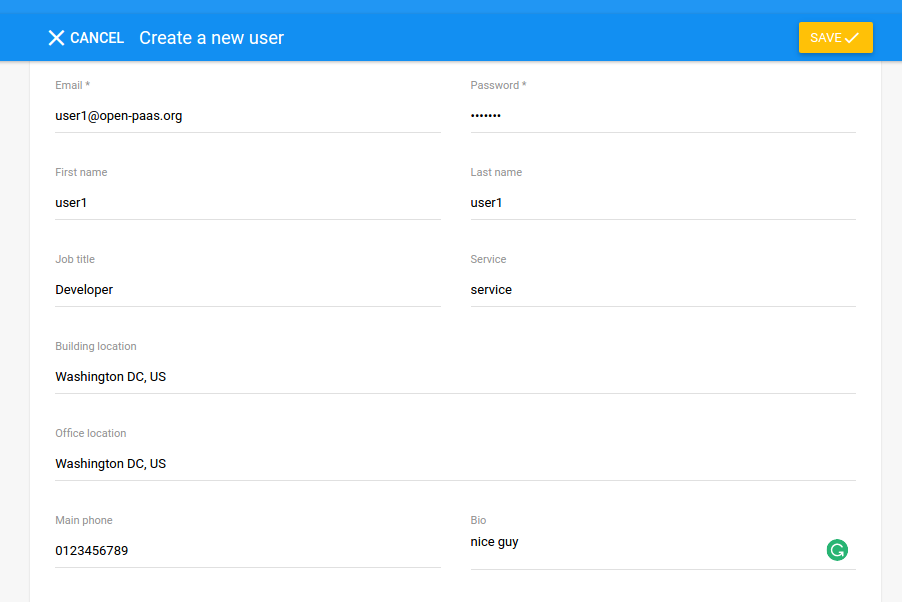 CANCEL Create a new user SAVE
Email * Password *
user1@open-paas.org •••••••
First name Last name
user1 user1
Job title Service
Developer service
Building location
Washington DC, US
Office location
Washington DC, US
Main phone Bio
0123456789 nice guy